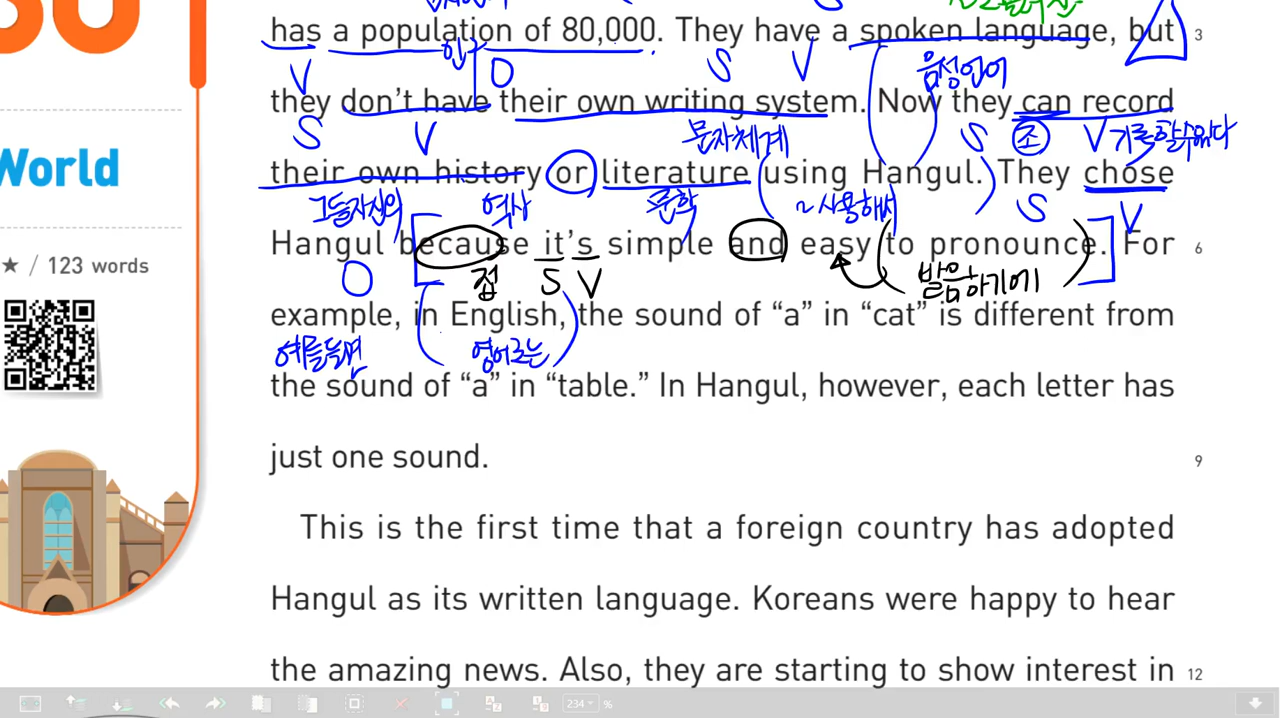 has a population of 80,000. They have a spoken language, but 3
인구
V O S V 음성언어
they don't have their own writing system. Now they can record
S V 문자체계 S 조 V 기록할수있다
World
their own history or literature using Hangul. They chose
그들자신의 역사 문학 ~사용해서 S V
Hangul because it's simple and easy to pronounce. For 6
★ / 123 words
O 접 S V 발음하기에
example, in English, the sound of “a” in “cat” is different from
예를들면 영어로는
the sound of “a” in “table.” In Hangul, however, each letter has
just one sound. 9
This is the first time that a foreign country has adopted
Hangul as its written language. Koreans were happy to hear
the amazing news. Also, they are starting to show interest in 12
234 %